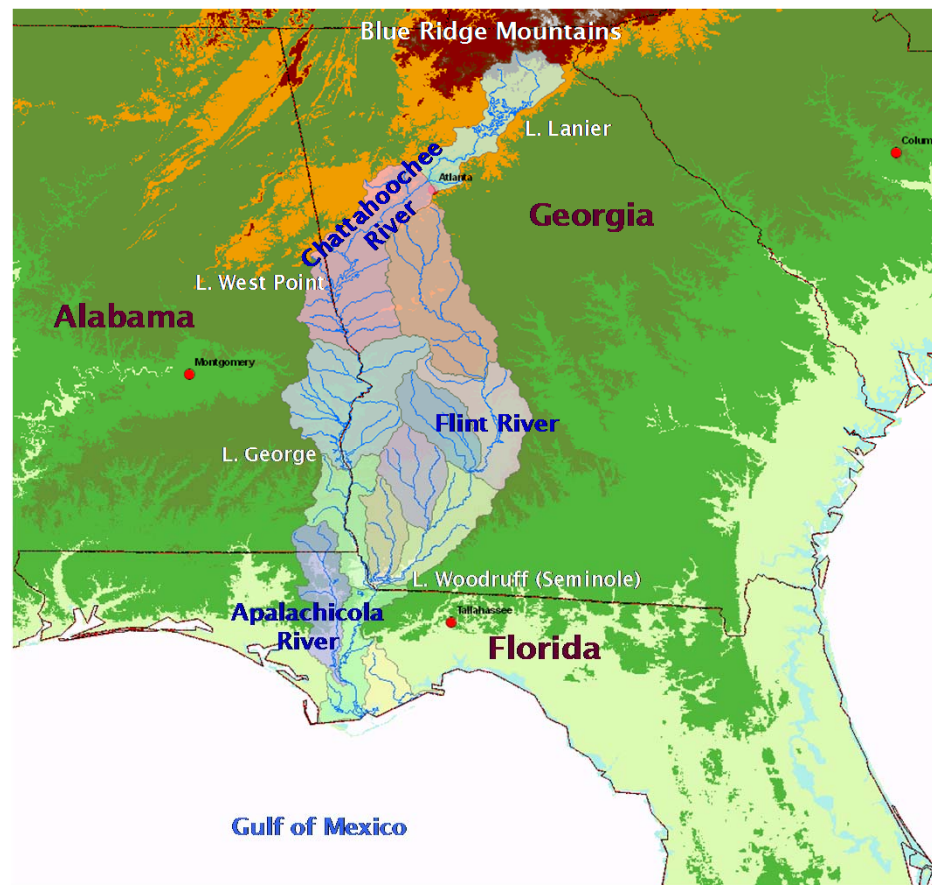 Blue Ridge Mountains
L. Lanier
Colum
Atlanta
Chattahoochee
River
Georgia
L. West Point
Alabama
Montgomery
Flint River
L. George
L. Woodruff (Seminole)
Apalachicola
River
Tallahassee
Florida
Gulf of Mexico